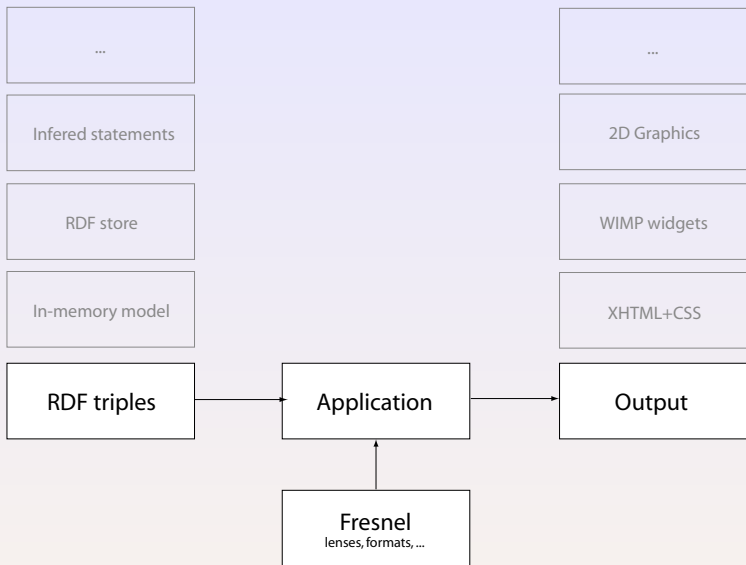 ...
Infered statements
RDF store
In-memory model
RDF triples
Application
Fresnel
lenses, formats, ...
...
2D Graphics
WIMP widgets
XHTML+CSS
Output